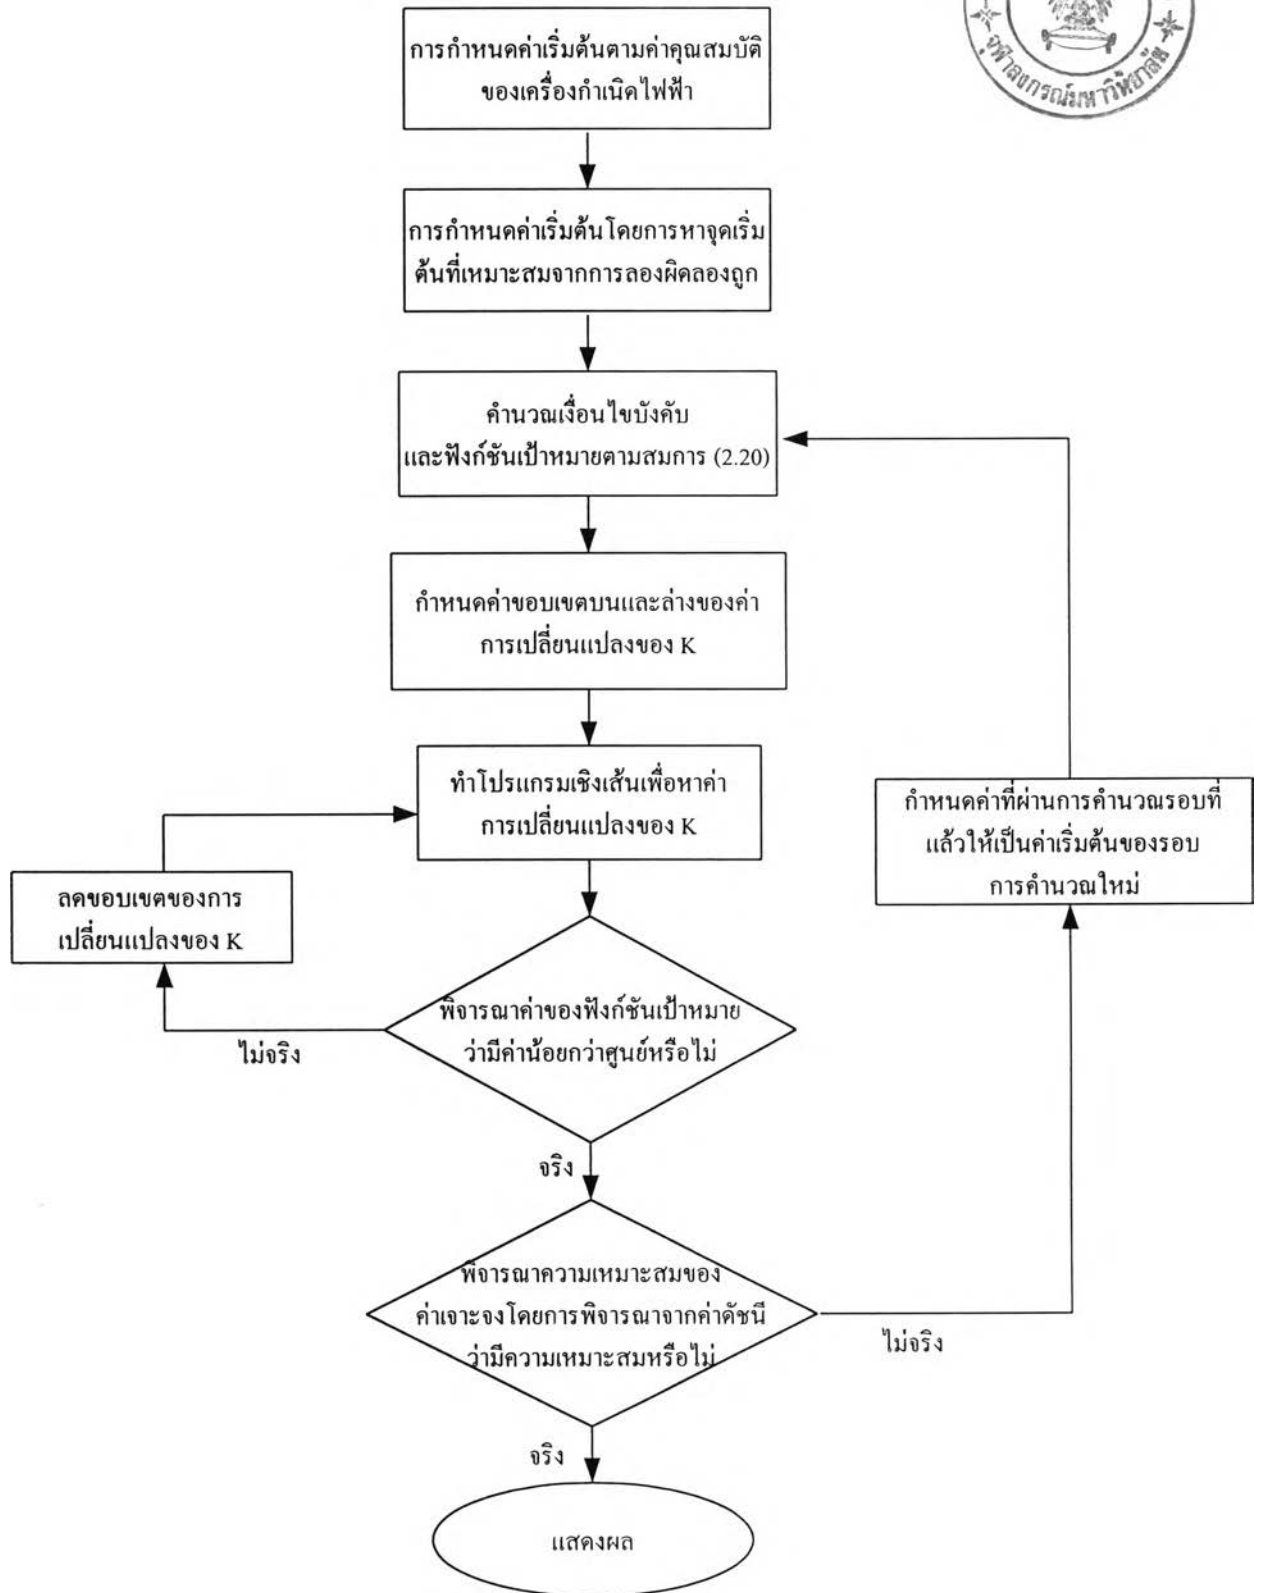 การกำหนดค่าเริ่มต้นตามค่าคุณสมบัติ
ของเครื่องกำเนิดไฟฟ้า
จุฬาลงกรณ์มหาวิทยาลัย
การกำหนดค่าเริ่มต้นโดยการหาจุดเริ่ม
ต้นที่เหมาะสมจากการลองผิดลองถูก
คำนวณเงื่อนไขบังคับ
และฟังก์ชันเป้าหมายตามสมการ (2.20)
กำหนดค่าขอบเขตบนและล่างของค่า
การเปลี่ยนแปลงของ K
ทำโปรแกรมเชิงเส้นเพื่อหาค่า
การเปลี่ยนแปลงของ K
กำหนดค่าที่ผ่านการคำนวณรอบที่
แล้วให้เป็นค่าเริ่มต้นของรอบ
การคำนวณใหม่
ลดขอบเขตของการ
เปลี่ยนแปลงของ K
พิจารณาค่าของฟังก์ชันเป้าหมาย
ว่ามีค่าน้อยกว่าศูนย์หรือไม่
ไม่จริง
จริง
พิจารณาความเหมาะสมของ
ค่าเจาะจงโดยการพิจารณาจากค่าดัชนี
ว่ามีความเหมาะสมหรือไม่
ไม่จริง
จริง
แสดงผล